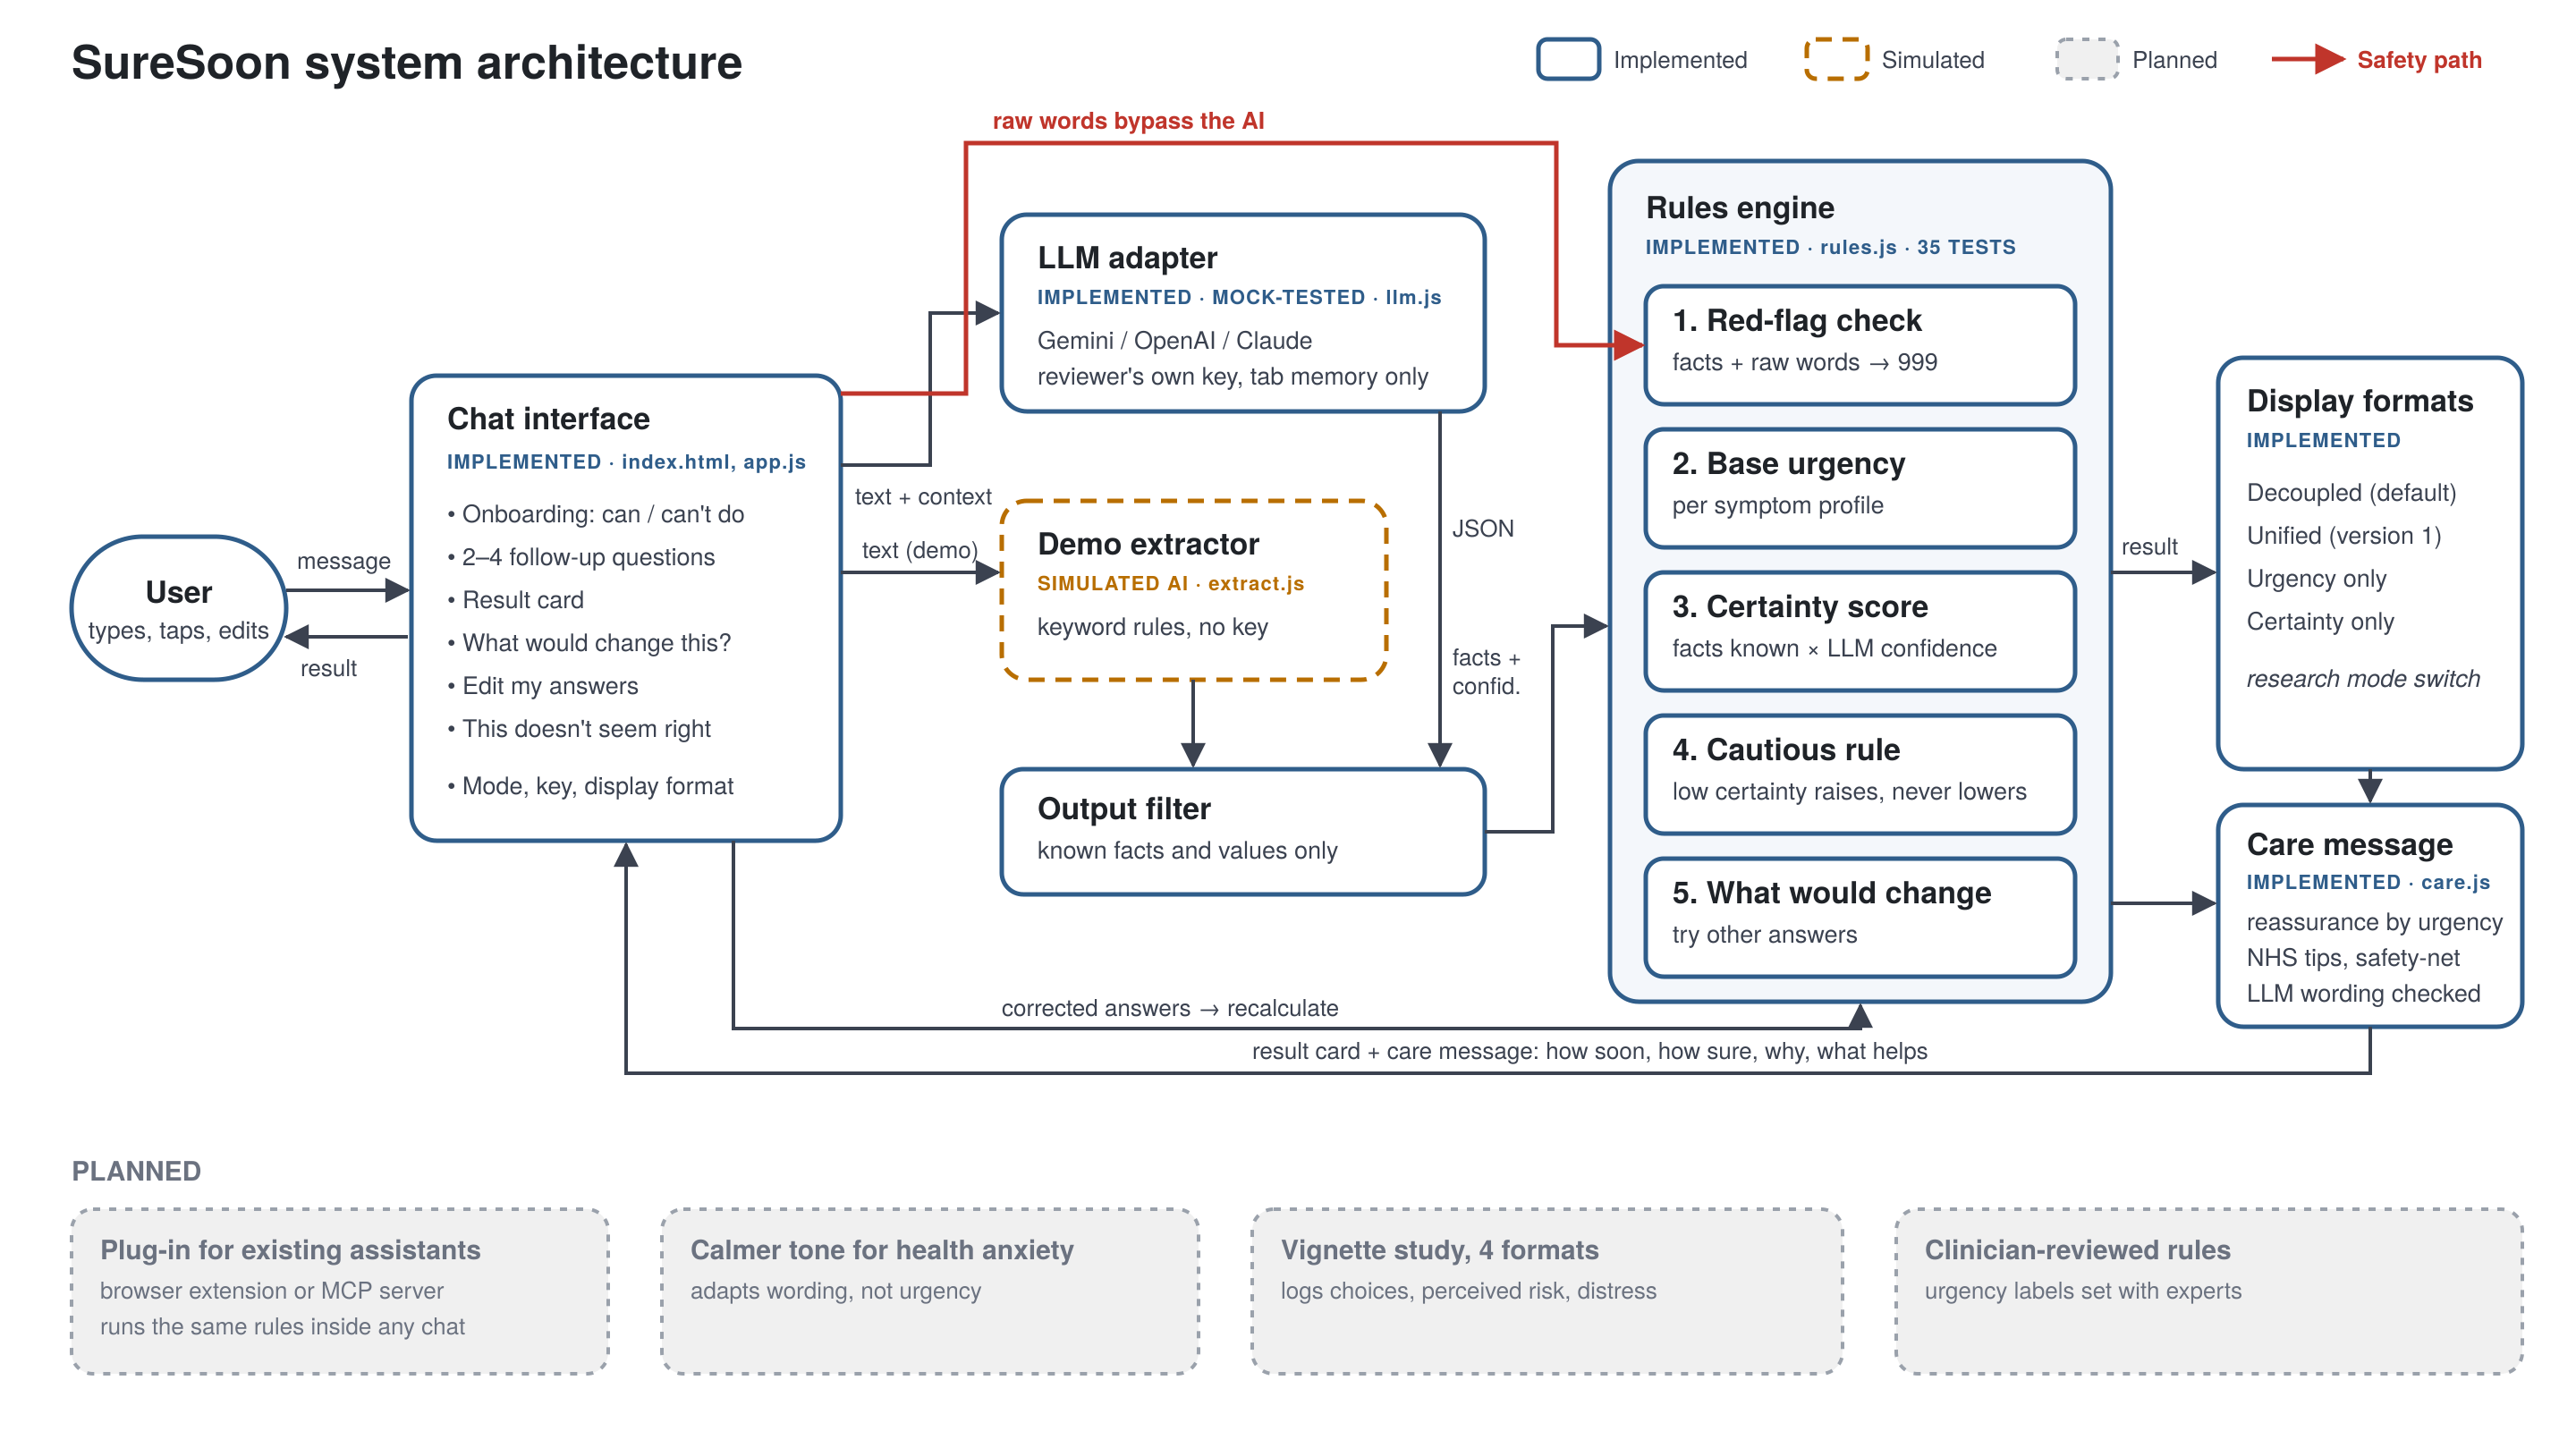 SureSoon system architecture
Implemented
Simulated
Planned
Safety path
raw words bypass the AI
User
types, taps, edits
message
result
Chat interface
IMPLEMENTED · index.html, app.js
• Onboarding: can / can't do
• 2–4 follow-up questions
• Result card
• What would change this?
• Edit my answers
• This doesn't seem right
• Mode, key, display format
text + context
text (demo)
LLM adapter
IMPLEMENTED · MOCK-TESTED · llm.js
Gemini / OpenAI / Claude
reviewer's own key, tab memory only
Demo extractor
SIMULATED AI · extract.js
keyword rules, no key
JSON
facts +
confid.
Output filter
known facts and values only
Rules engine
IMPLEMENTED · rules.js · 35 TESTS
1. Red-flag check
facts + raw words → 999
2. Base urgency
per symptom profile
3. Certainty score
facts known × LLM confidence
4. Cautious rule
low certainty raises, never lowers
5. What would change
try other answers
result
Display formats
IMPLEMENTED
Decoupled (default)
Unified (version 1)
Urgency only
Certainty only
research mode switch
Care message
IMPLEMENTED · care.js
reassurance by urgency
NHS tips, safety-net
LLM wording checked
corrected answers → recalculate
result card + care message: how soon, how sure, why, what helps
PLANNED
Plug-in for existing assistants
browser extension or MCP server
runs the same rules inside any chat
Calmer tone for health anxiety
adapts wording, not urgency
Vignette study, 4 formats
logs choices, perceived risk, distress
Clinician-reviewed rules
urgency labels set with experts